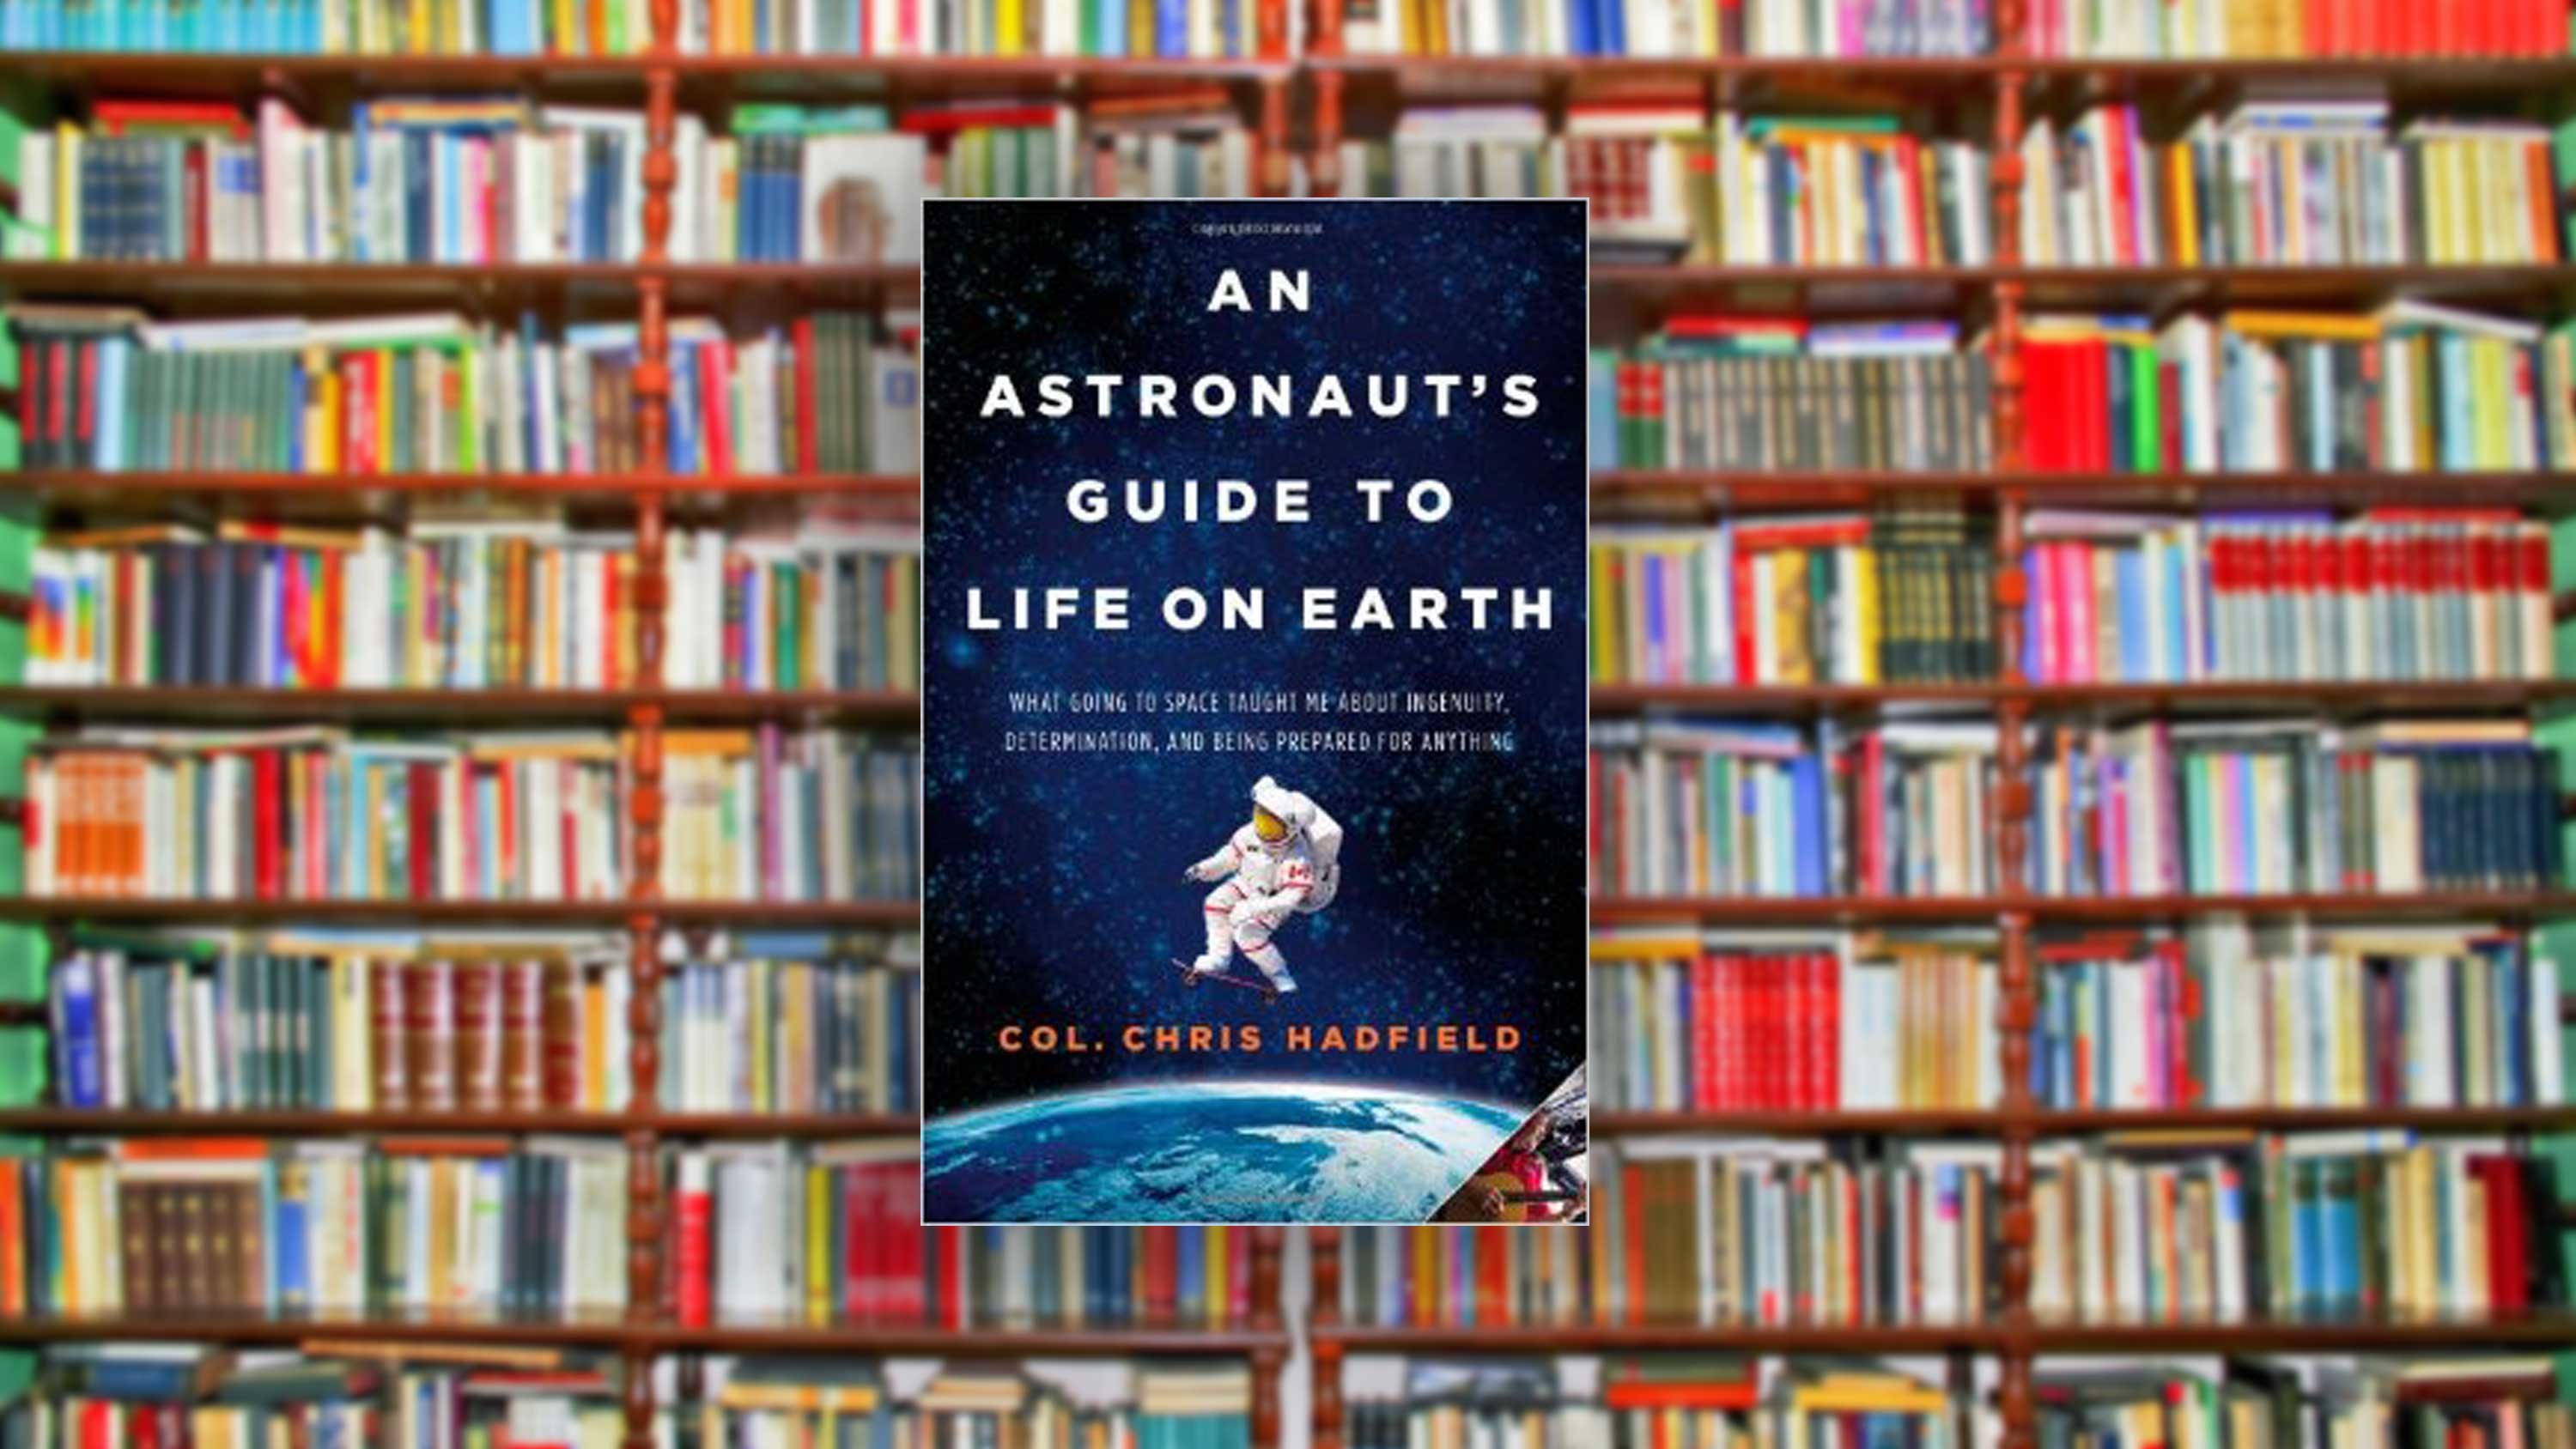 AN
ASTRONAUT'S
GUIDE TO
LIFE ON EARTH
WHAT GOING TO SPACE TAUGHT ME ABOUT INGENUITY,
DETERMINATION, AND BEING PREPARED FOR ANYTHING
COL. CHRIS HADFIELD